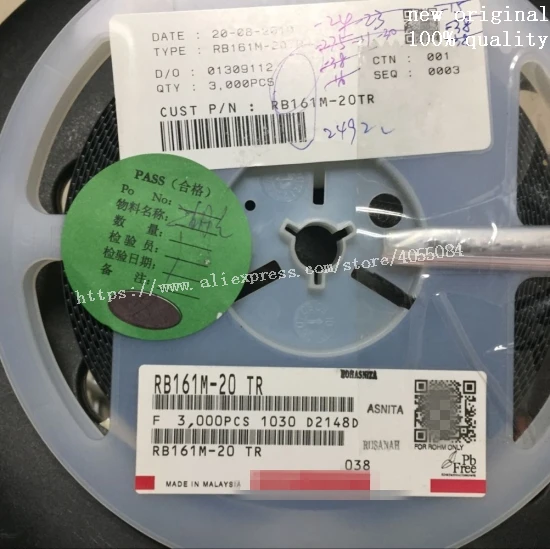 new original
100% quality
DATE : 20-08-2010
TYPE : RB161M-20
D/O : 01309112
QTY : 3,000PCS
CTN : 001
SEQ : 0003
CUST P/N : RB161M-20TR
PASS (合格)
Po No:
物料名称:
数 量:
检 验 员:
检验日期:
备 注:
https://www.aliexpress.com/store/4055084
RB161M-20 TR
ASNITA
F 3,000PCS 1030 D2148D
RUSANAH
FOR ROHM ONLY
RB161M-20 TR
038
Pb
Free
MADE IN MALAYSIA